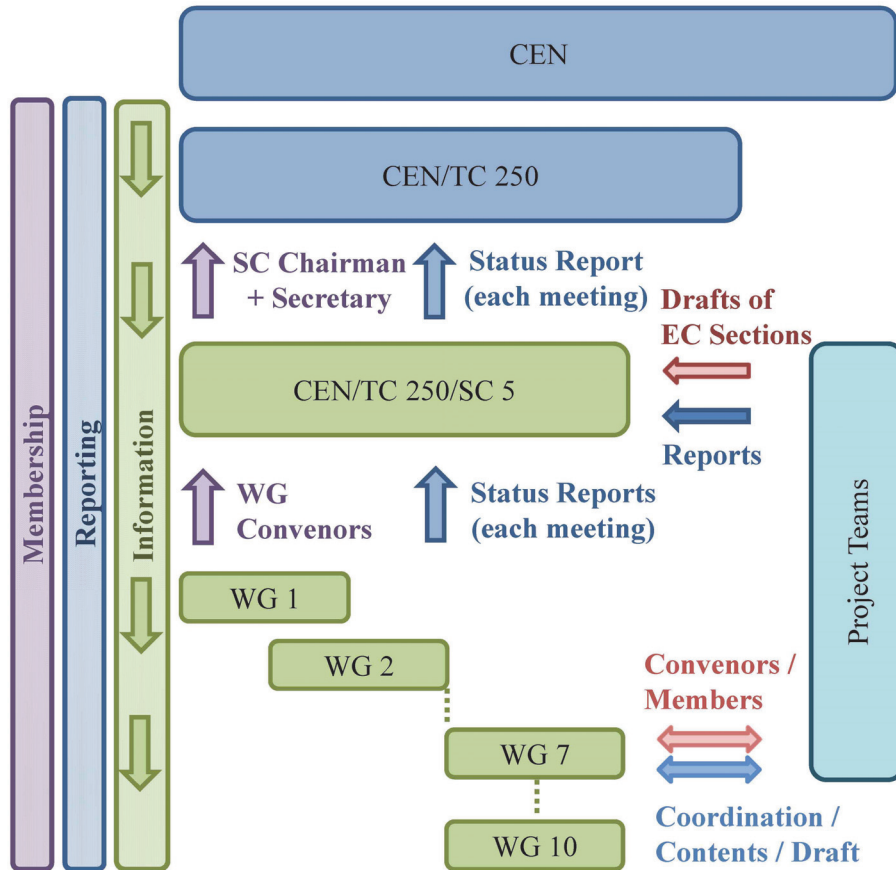 CEN
CEN/TC 250
SC Chairman
+ Secretary
Status Report
(each meeting)
Drafts of
EC Sections
CEN/TC 250/SC 5
Reports
WG
Convenors
Status Reports
(each meeting)
Membership
Reporting
Information
Project Teams
WG 1
WG 2
Convenors /
Members
WG 7
Coordination /
Contents / Draft
WG 10